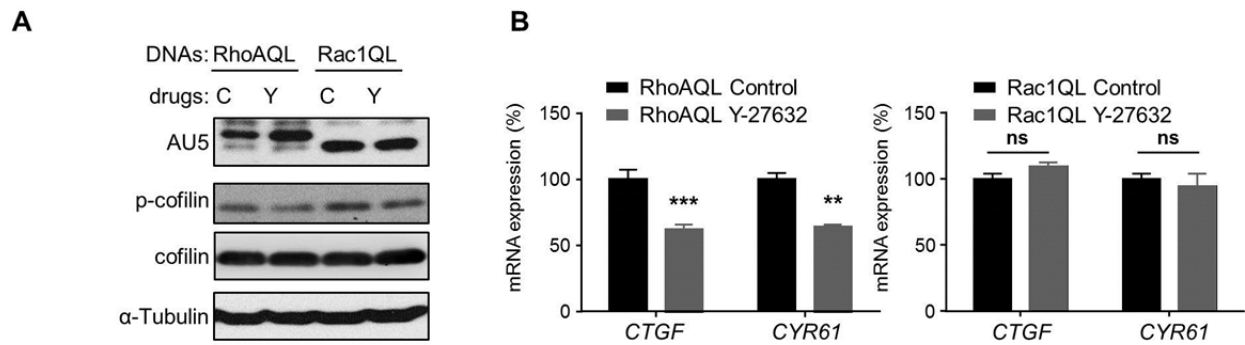 A
DNAs: RhoAQL Rac1QL
drugs: C Y C Y
AU5
p-cofilin
cofilin
α-Tubulin
B
RhoAQL Control
RhoAQL Y-27632
mRNA expression (%)
150
100
50
0
***
**
CTGF CYR61
Rac1QL Control
Rac1QL Y-27632
mRNA expression (%)
150
100
50
0
ns ns
CTGF CYR61